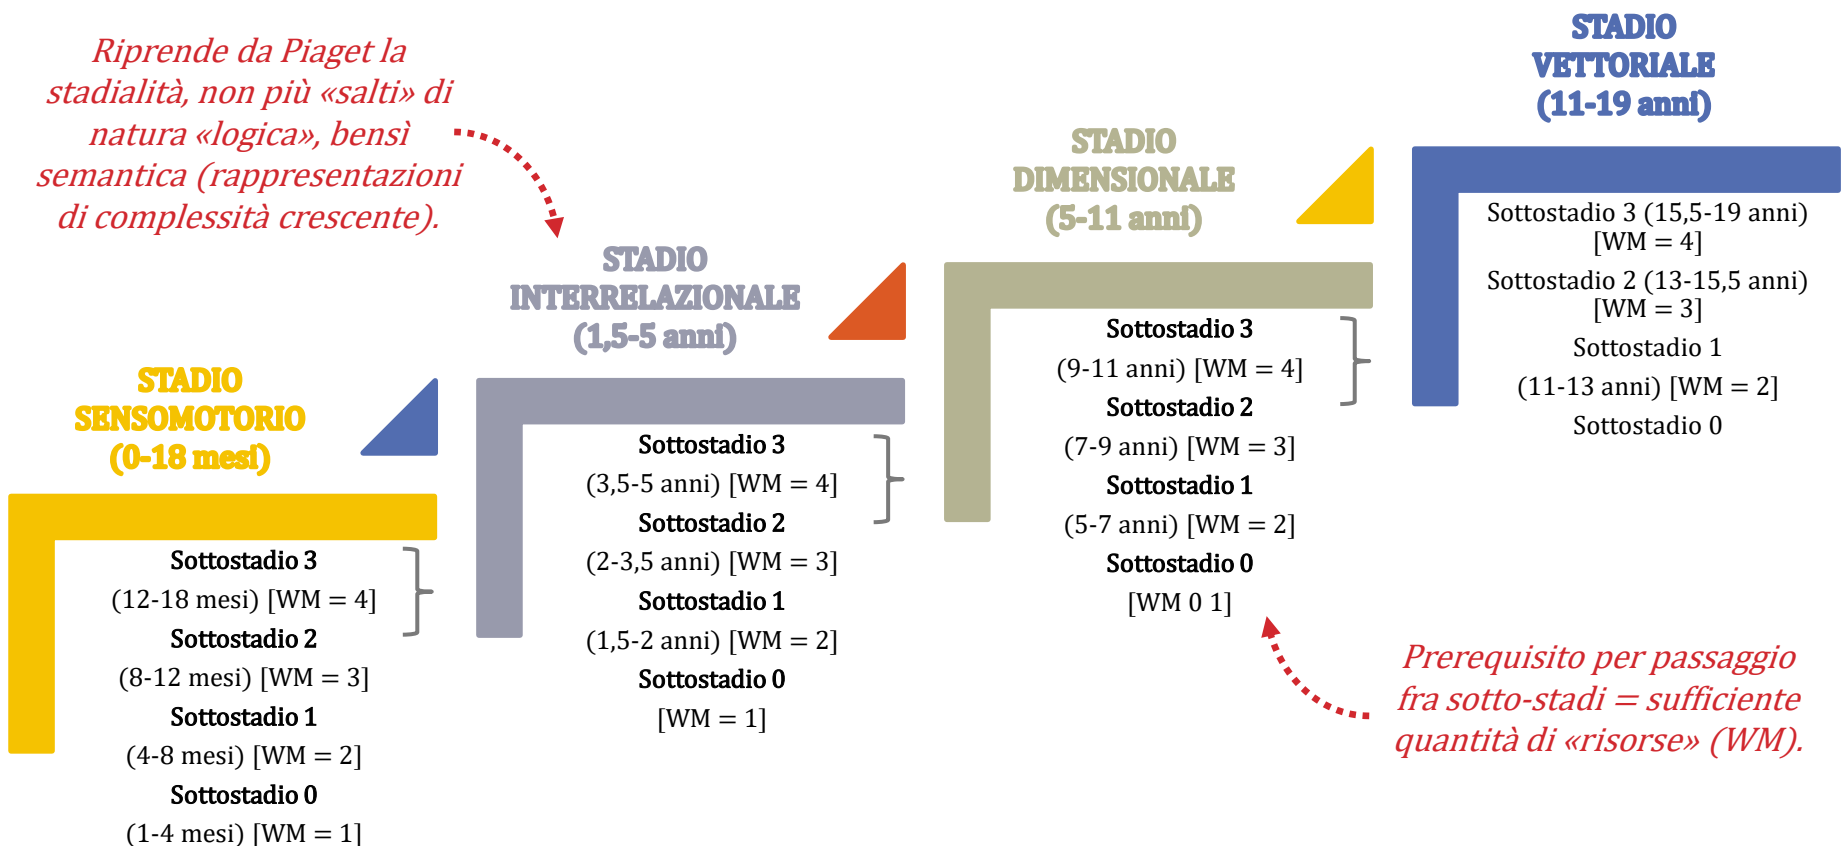 Riprende da Piaget la
stadialità, non più «salti» di
natura «logica», bensì
semantica (rappresentazioni
di complessità crescente).
STADIO
SENSOMOTORIO
(0-18 mesi)
Sottostadio 3
(12-18 mesi) [WM = 4]
Sottostadio 2
(8-12 mesi) [WM = 3]
Sottostadio 1
(4-8 mesi) [WM = 2]
Sottostadio 0
(1-4 mesi) [WM = 1]
STADIO
INTERRELAZIONALE
(1,5-5 anni)
Sottostadio 3
(3,5-5 anni) [WM = 4]
Sottostadio 2
(2-3,5 anni) [WM = 3]
Sottostadio 1
(1,5-2 anni) [WM = 2]
Sottostadio 0
[WM = 1]
STADIO
DIMENSIONALE
(5-11 anni)
Sottostadio 3
(9-11 anni) [WM = 4]
Sottostadio 2
(7-9 anni) [WM = 3]
Sottostadio 1
(5-7 anni) [WM = 2]
Sottostadio 0
[WM 0 1]
STADIO
VETTORIALE
(11-19 anni)
Sottostadio 3 (15,5-19 anni)
[WM = 4]
Sottostadio 2 (13-15,5 anni)
[WM = 3]
Sottostadio 1
(11-13 anni) [WM = 2]
Sottostadio 0
Prerequisito per passaggio
fra sotto-stadi = sufficiente
quantità di «risorse» (WM).